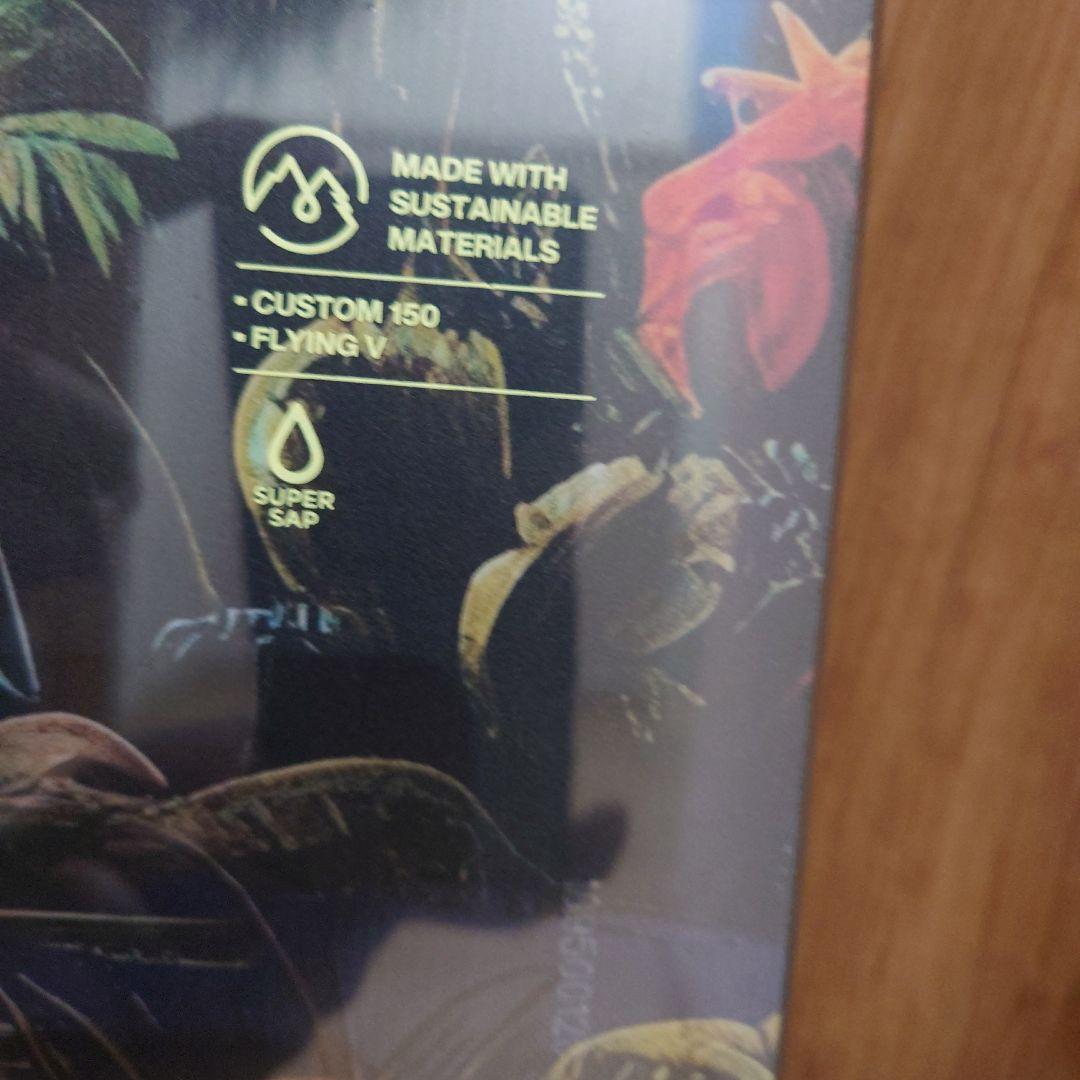 MADE WITH
SUSTAINABLE
MATERIALS
- CUSTOM 150
- FLYING V
SUPER
SAP